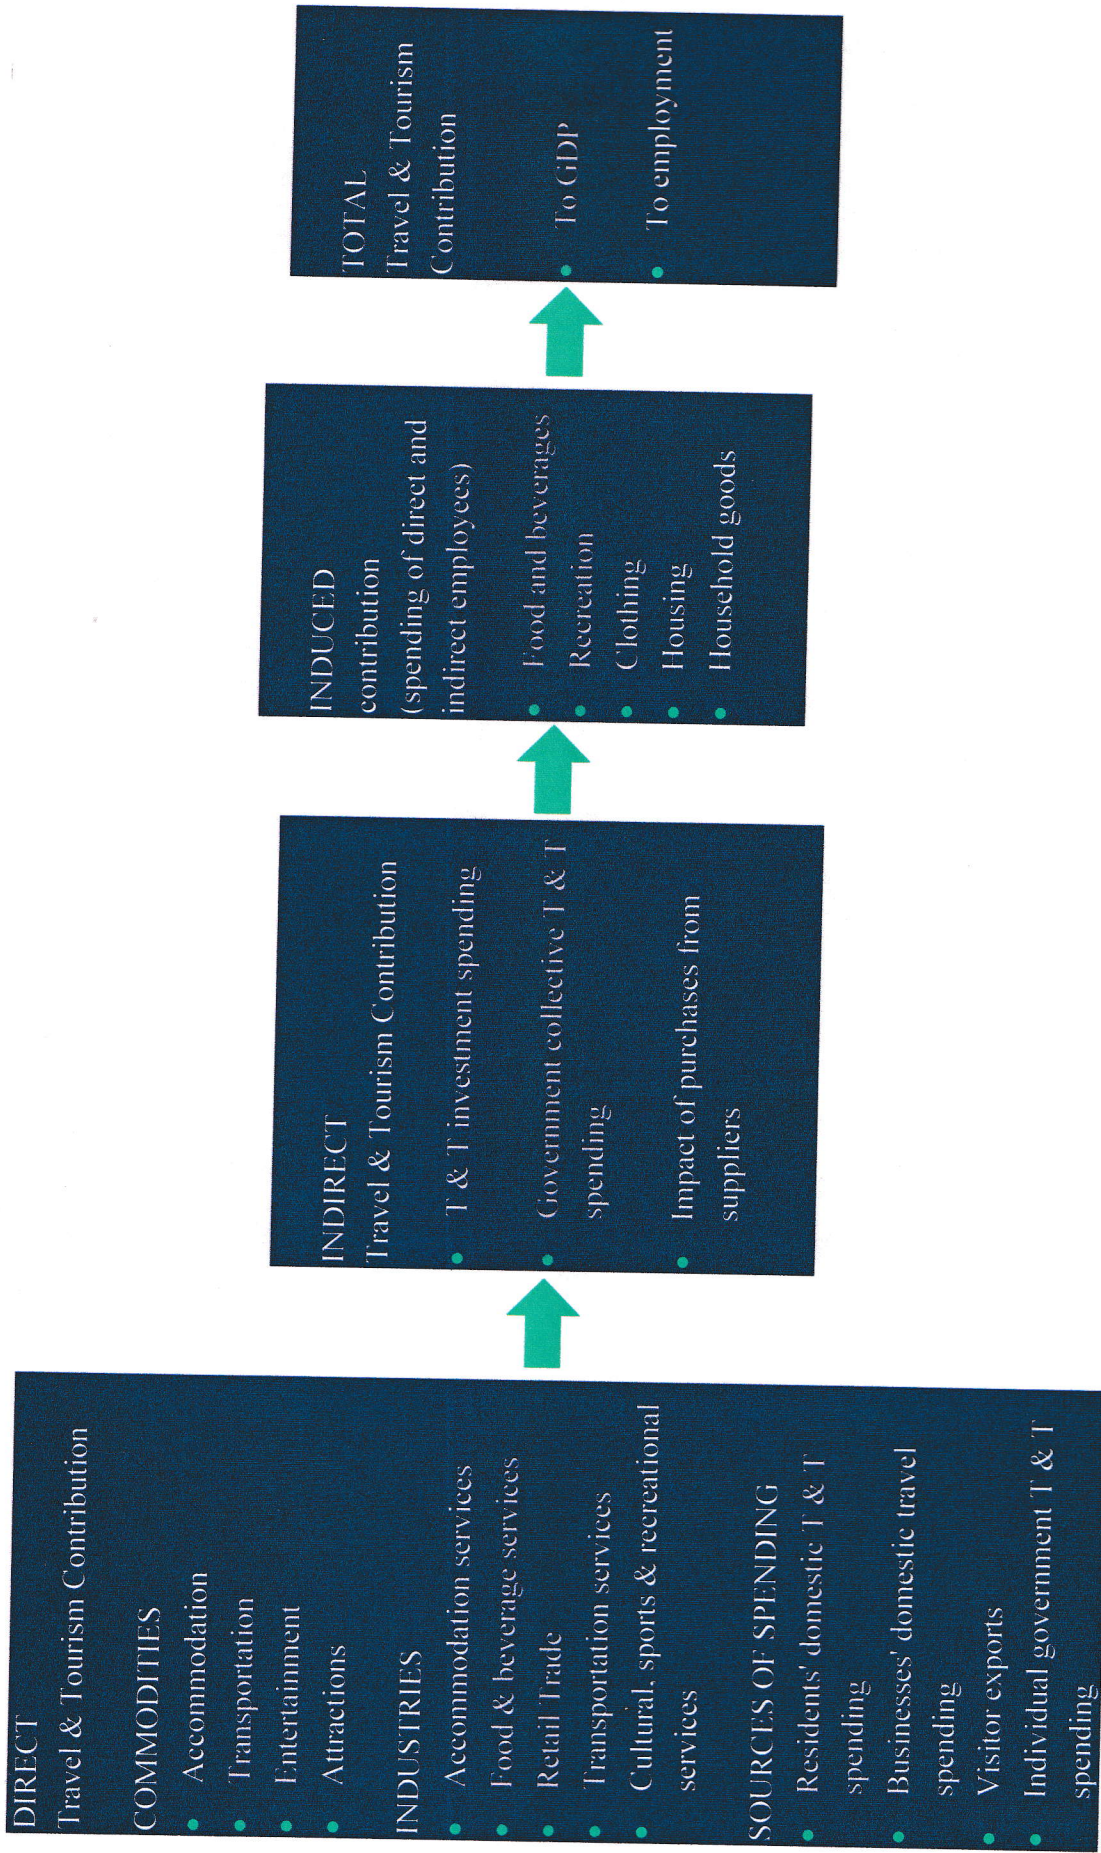 DIRECT
Travel & Tourism Contribution
COMMODITIES
Accommodation
Transportation
Entertainment
Attractions
INDUSTRIES
Accommodation services
Food & beverage services
Retail Trade
Transportation services
Cultural, sports & recreational
services
SOURCES OF SPENDING
Residents' domestic T & T
spending
Businesses' domestic travel
spending
Visitor exports
Individual government T & T
spending
INDIRECT
Travel & Tourism Contribution
T & T investment spending
Government collective T & T
spending
Impact of purchases from
suppliers
INDUCED
contribution
(spending of direct and
indirect employees)
Food and beverages
Recreation
Clothing
Housing
Household goods
TOTAL
Travel & Tourism
Contribution
To GDP
To employment